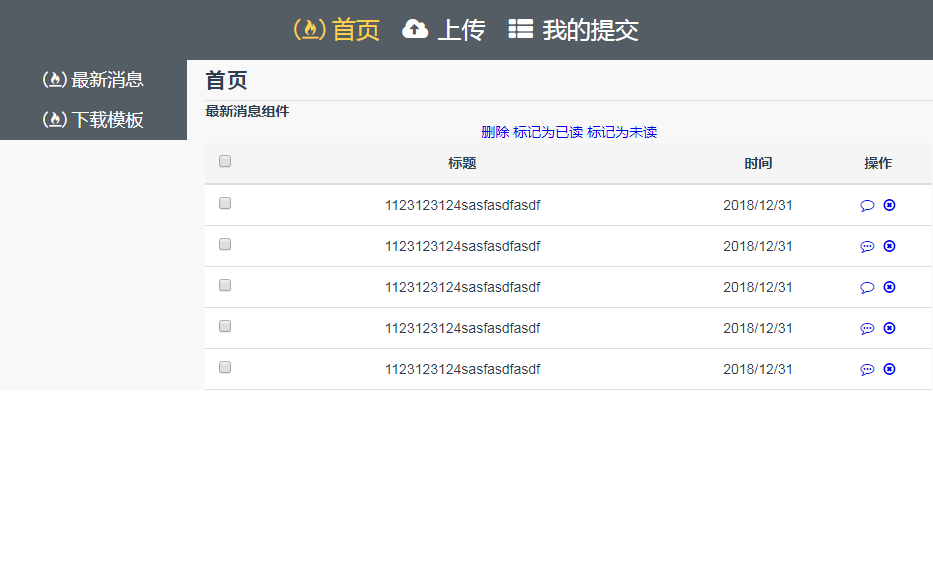 首页 上传 我的提交
最新消息
下载模板
首页
最新消息组件
删除 标记为已读 标记为未读
标题 时间 操作
1123123124sasfasdfasdf 2018/12/31
1123123124sasfasdfasdf 2018/12/31
1123123124sasfasdfasdf 2018/12/31
1123123124sasfasdfasdf 2018/12/31
1123123124sasfasdfasdf 2018/12/31